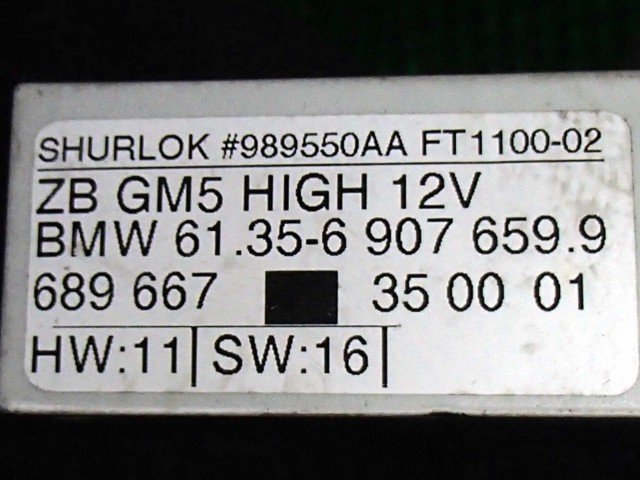 SHURLOK #989550AA FT1100-02
ZB GM5 HIGH 12V
BMW 61.35-6 907 659.9
689 667 35 00 01
HW:11 SW:16